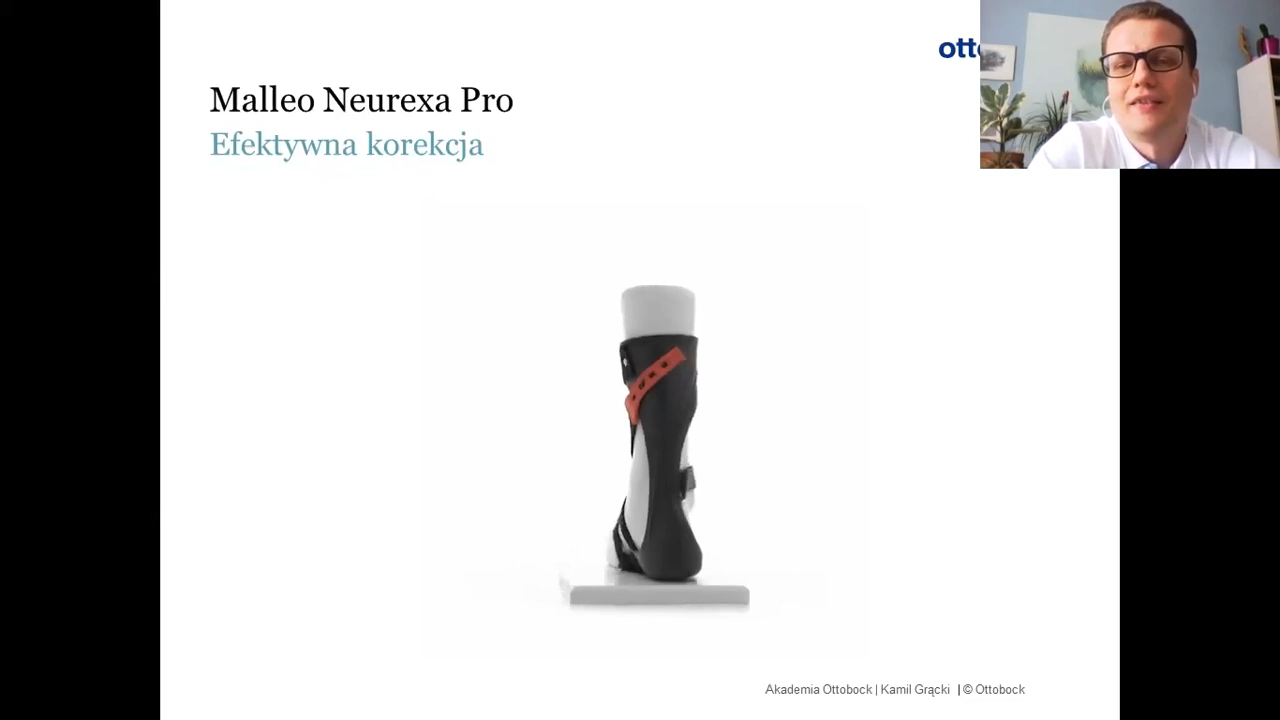 Malleo Neurexa Pro
Efektywna korekcja
Akademia Ottobock | Kamil Grącki | © Ottobock